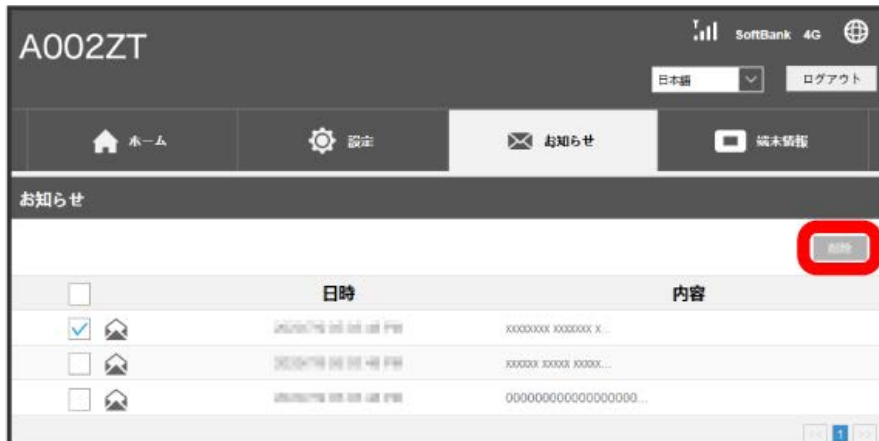 A002ZT
SoftBank 4G
日本語 ログアウト
ホーム 設定 お知らせ 端末情報
お知らせ
削除
日時 内容
xxxxxxxx xxxxxxx x...
xxxxxx xxxxx xxxxx...
000000000000000000...
<< 1 >>